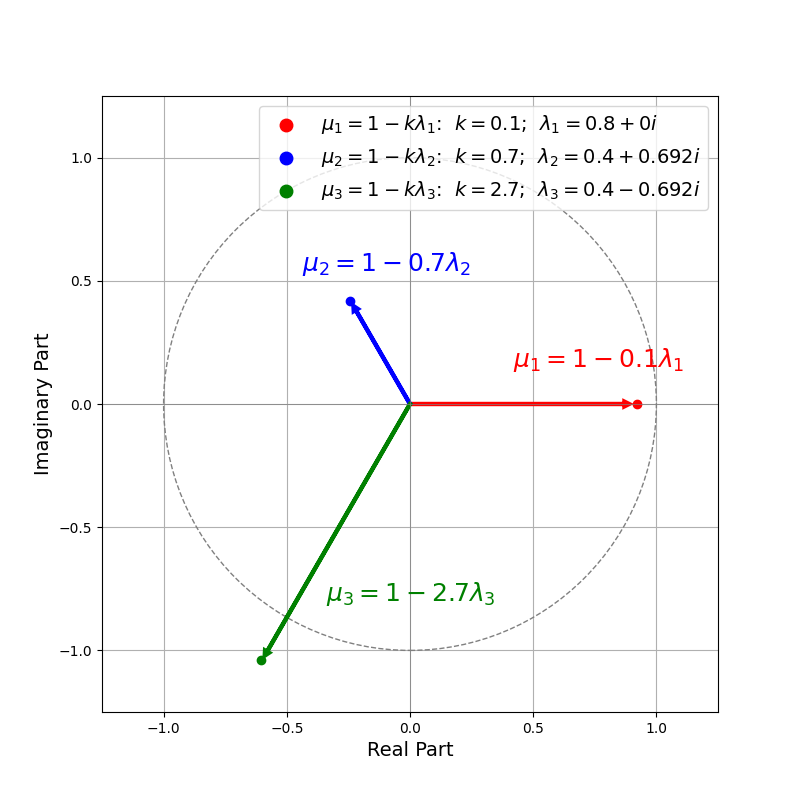 μ₁ = 1 − kλ₁: k = 0.1; λ₁ = 0.8 + 0i
μ₂ = 1 − kλ₂: k = 0.7; λ₂ = 0.4 + 0.692i
μ₃ = 1 − kλ₃: k = 2.7; λ₃ = 0.4 − 0.692i
1.0
0.5
0.0
−0.5
−1.0
Imaginary Part
μ₂ = 1 − 0.7λ₂
μ₁ = 1 − 0.1λ₁
μ₃ = 1 − 2.7λ₃
−1.0 −0.5 0.0 0.5 1.0
Real Part